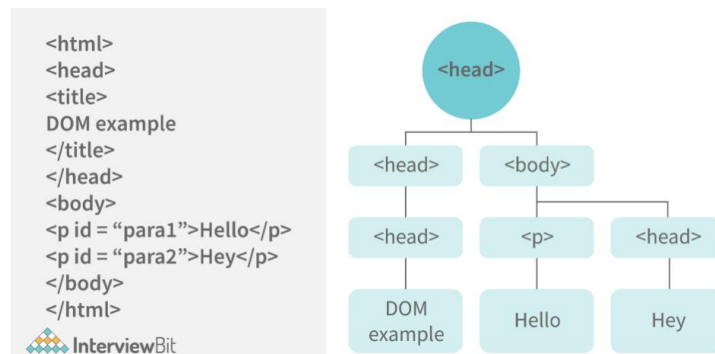 <html>
<head>
<title>
DOM example
</title>
</head>
<body>
<p id = “para1”>Hello</p>
<p id = “para2”>Hey</p>
</body>
</html>
InterviewBit
<head>
<head>
<body>
<head>
<p>
<head>
DOM
example
Hello
Hey